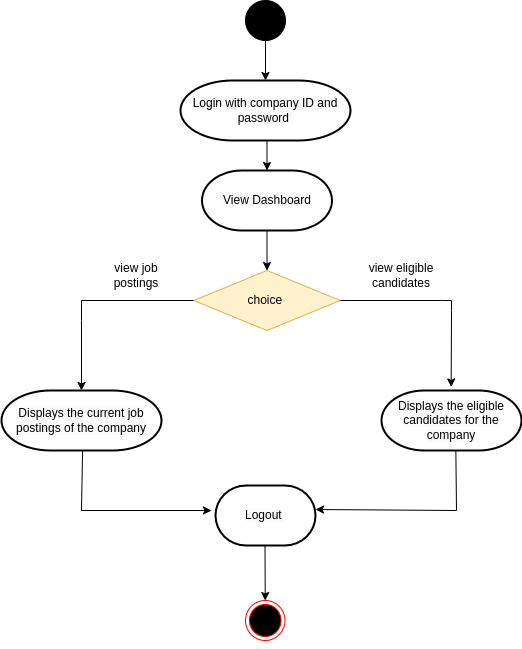 Login with company ID and
password
View Dashboard
view job
postings
view eligible
candidates
choice
Displays the current job
postings of the company
Displays the eligible
candidates for the
company
Logout